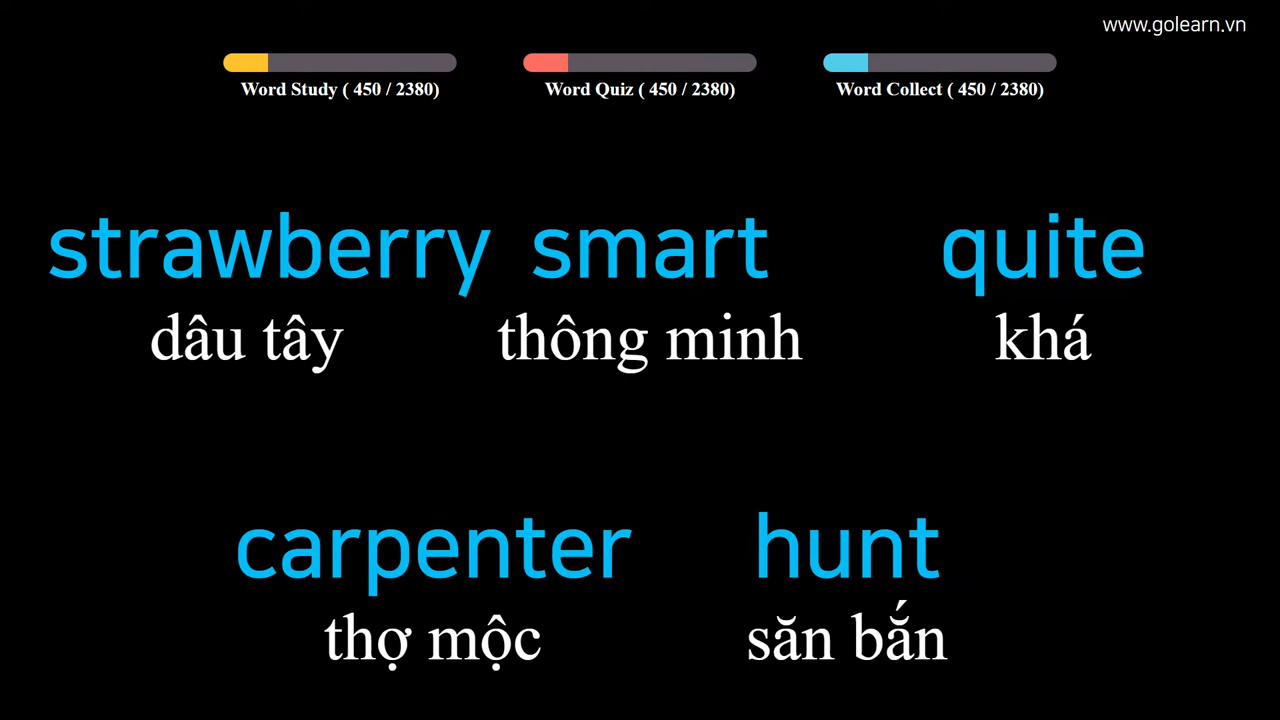 www.golearn.vn
Word Study ( 450 / 2380) Word Quiz ( 450 / 2380) Word Collect ( 450 / 2380)
strawberry smart quite
dâu tây thông minh khá
carpenter hunt
thợ mộc săn bắn